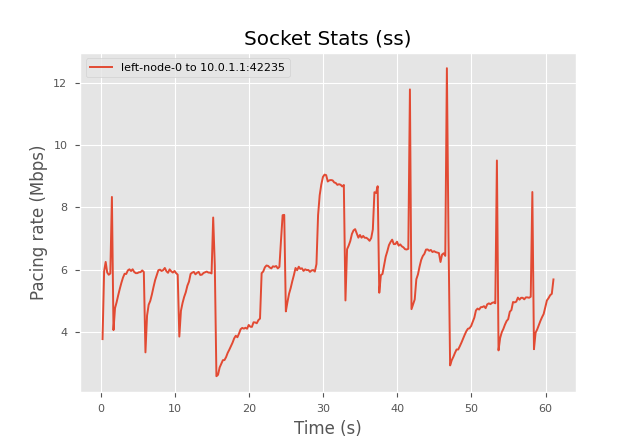 Socket Stats (ss)
left-node-0 to 10.0.1.1:42235
Pacing rate (Mbps)
12
10
8
6
4
0 10 20 30 40 50 60
Time (s)